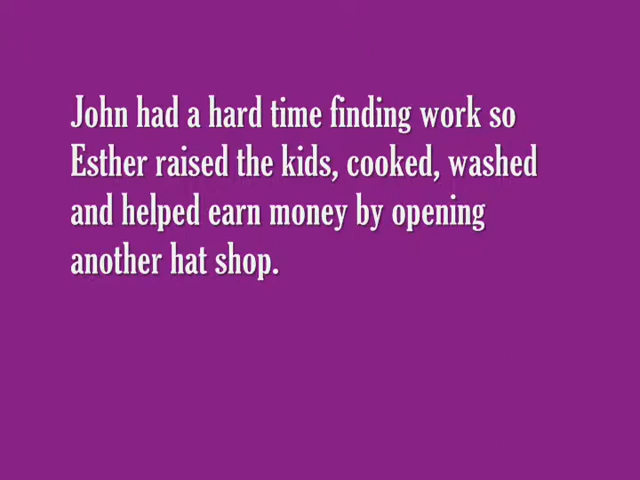 John had a hard time finding work so
Esther raised the kids, cooked, washed
and helped earn money by opening
another hat shop.